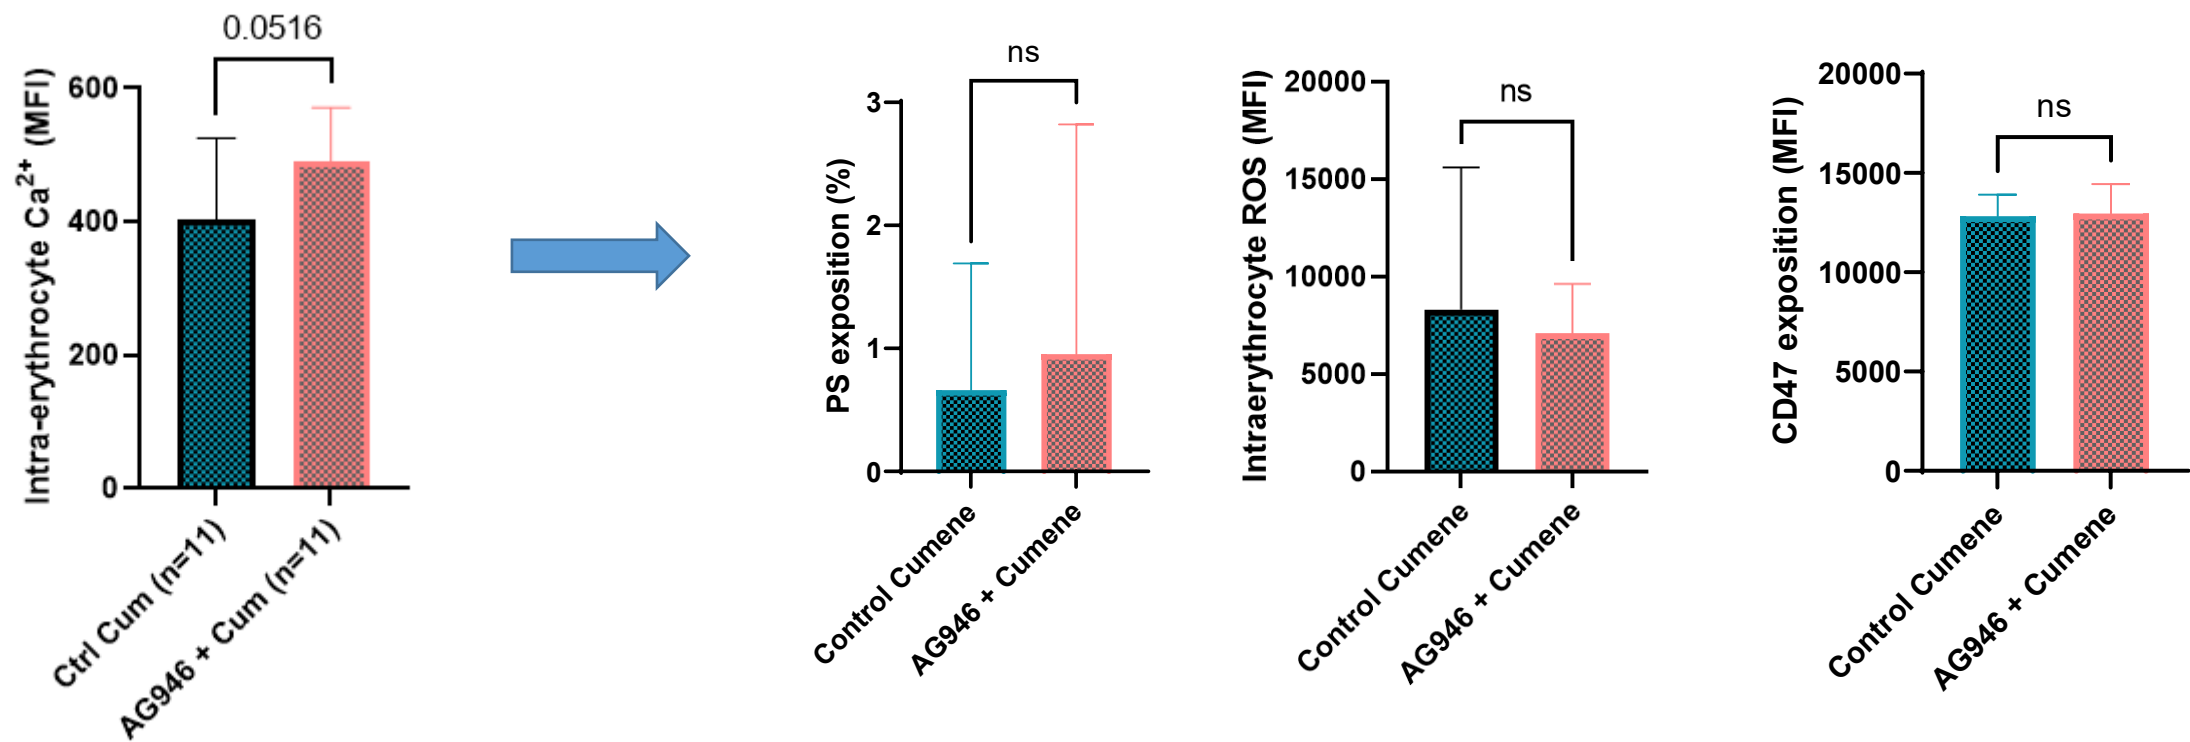 0.0516
Intra-erythrocyte Ca²⁺ (MFI)
600
400
200
0
Ctrl Cum (n=11)
AG946 + Cum (n=11)
ns
PS exposition (%)
3
2
1
0
Control Cumene
AG946 + Cumene
ns
Intraerythrocyte ROS (MFI)
20000
15000
10000
5000
0
Control Cumene
AG946 + Cumene
ns
CD47 exposition (MFI)
20000
15000
10000
5000
0
Control Cumene
AG946 + Cumene